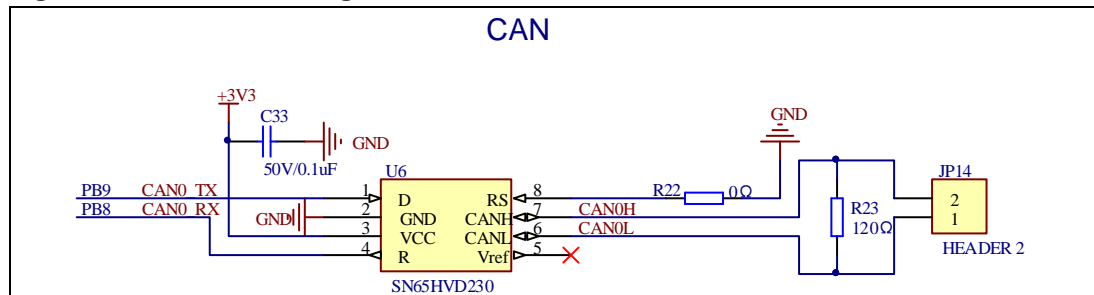 CAN
+3V3
C33
GND
50V/0.1uF
GND
U6
JP14
PB9 CAN0_TX
1 D RS 8
R22 0Ω
PB8 CAN0_RX
GND 2 GND CANH 7 CAN0H
2
3 VCC CANL 6 CAN0L
R23
1
4 R Vref 5
120Ω
HEADER 2
SN65HVD230